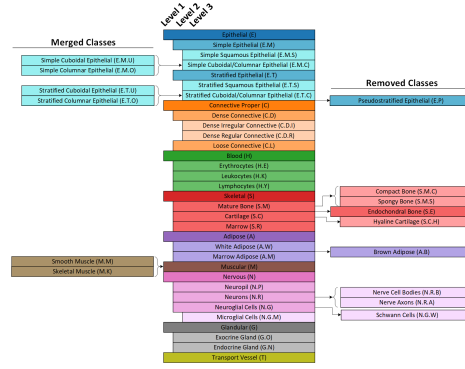 Level 1
Level 2
Level 3
Merged Classes
Removed Classes
Epithelial (E)
Simple Epithelial (E.M)
Simple Squamous Epithelial (E.M.S)
Simple Cuboidal Epithelial (E.M.U)
Simple Columnar Epithelial (E.M.O)
Simple Cuboidal/Columnar Epithelial (E.M.C)
Stratified Epithelial (E.T)
Stratified Squamous Epithelial (E.T.S)
Stratified Cuboidal Epithelial (E.T.U)
Stratified Columnar Epithelial (E.T.O)
Stratified Cuboidal/Columnar Epithelial (E.T.C)
Pseudostratified Epithelial (E.P)
Connective Proper (C)
Dense Connective (C.D)
Dense Irregular Connective (C.D.I)
Dense Regular Connective (C.D.R)
Loose Connective (C.L)
Blood (H)
Erythrocytes (H.E)
Leukocytes (H.K)
Lymphocytes (H.Y)
Skeletal (S)
Mature Bone (S.M)
Compact Bone (S.M.C)
Spongy Bone (S.M.S)
Endochondral Bone (S.E)
Cartilage (S.C)
Hyaline Cartilage (S.C.H)
Marrow (S.R)
Adipose (A)
White Adipose (A.W)
Brown Adipose (A.B)
Marrow Adipose (A.M)
Smooth Muscle (M.M)
Skeletal Muscle (M.K)
Muscular (M)
Nervous (N)
Neuropil (N.P)
Neurons (N.R)
Nerve Cell Bodies (N.R.B)
Nerve Axons (N.R.A)
Neuroglial Cells (N.G)
Microglial Cells (N.G.M)
Schwann Cells (N.G.W)
Glandular (G)
Exocrine Gland (G.O)
Endocrine Gland (G.N)
Transport Vessel (T)